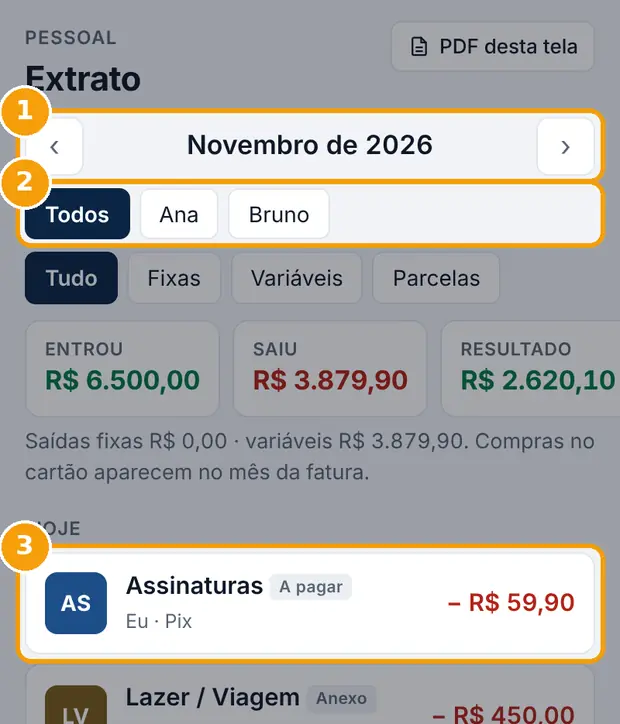 PESSOAL
PDF desta tela
Extrato
1
‹ Novembro de 2026 ›
2
Todos Ana Bruno
Tudo Fixas Variáveis Parcelas
ENTROU SAIU RESULTADO
R$ 6.500,00 R$ 3.879,90 R$ 2.620,10
Saídas fixas R$ 0,00 · variáveis R$ 3.879,90. Compras no
cartão aparecem no mês da fatura.
HOJE
3
AS Assinaturas A pagar – R$ 59,90
Eu · Pix
LV Lazer / Viagem Anexo – R$ 450,00